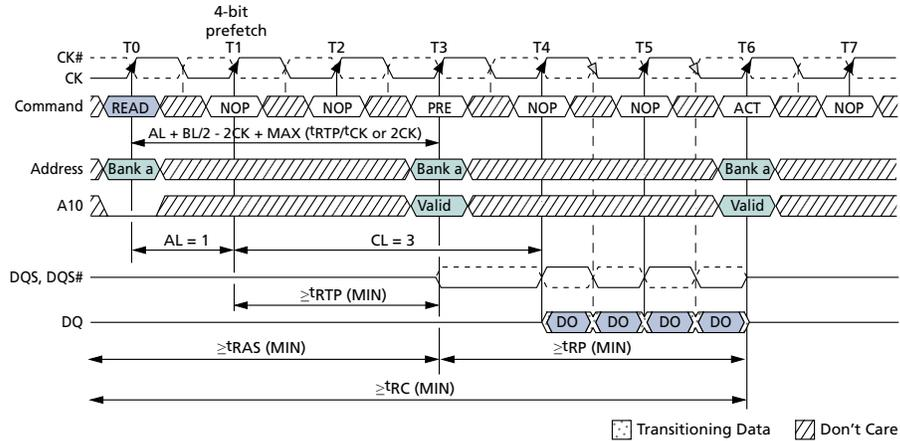 4-bit
prefetch
T0 T1 T2 T3 T4 T5 T6 T7
CK#
CK
Command READ NOP NOP PRE NOP NOP ACT NOP
AL + BL/2 - 2CK + MAX (tRTP/tCK or 2CK)
Address Bank a Bank a Bank a
A10 Valid Valid
AL = 1 CL = 3
DQS, DQS#
≥tRTP (MIN)
DQ DO DO DO DO
≥tRAS (MIN) ≥tRP (MIN)
≥tRC (MIN)
Transitioning Data Don't Care